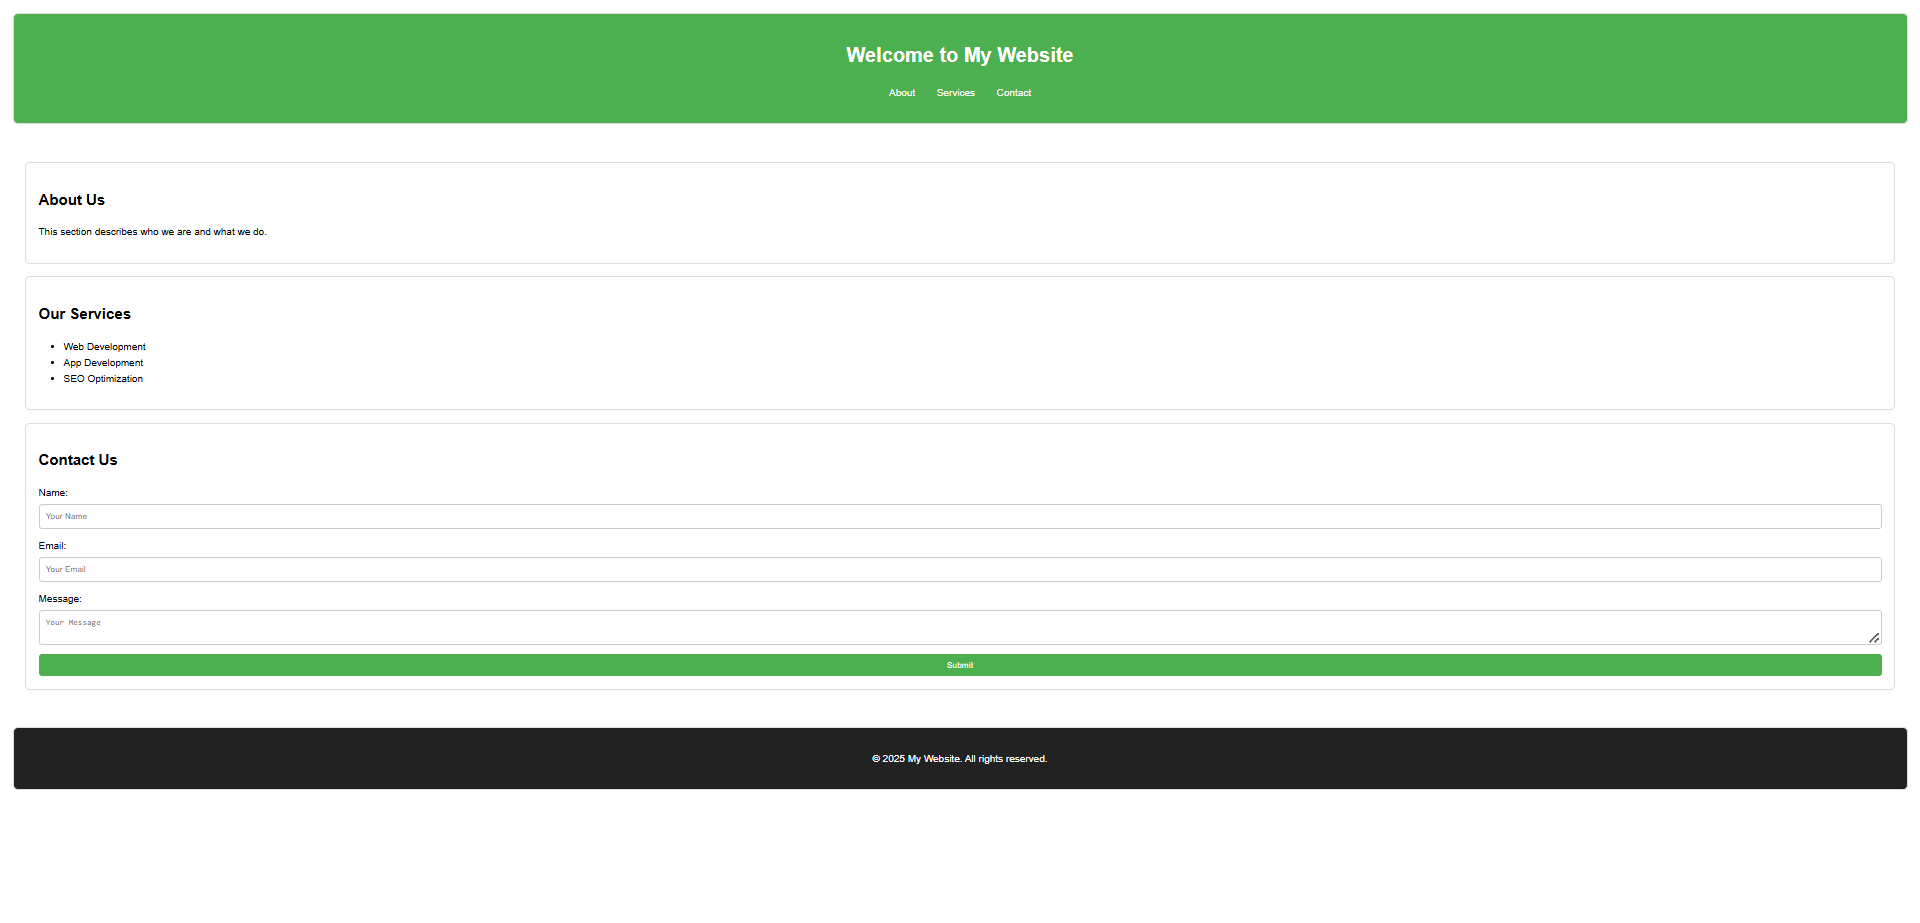 Welcome to My Website
About Services Contact
About Us
This section describes who we are and what we do.
Our Services
• Web Development
• App Development
• SEO Optimization
Contact Us
Name:
Your Name
Email:
Your Email
Message:
Your Message
Submit
© 2025 My Website. All rights reserved.